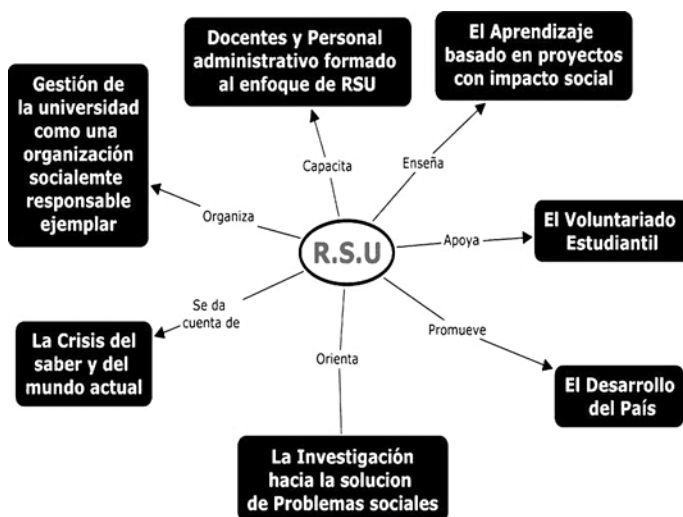 Docentes y Personal
administrativo formado
al enfoque de RSU
El Aprendizaje
basado en proyectos
con impacto social
Gestión de
la universidad
como una
organización
socialemte
responsable
ejemplar
Capacita
Enseña
Organiza
R.S.U
Apoya
El Voluntariado
Estudiantil
Se da
cuenta de
Promueve
La Crisis del
saber y del
mundo actual
Orienta
El Desarrollo
del País
La Investigación
hacia la solucion
de Problemas sociales